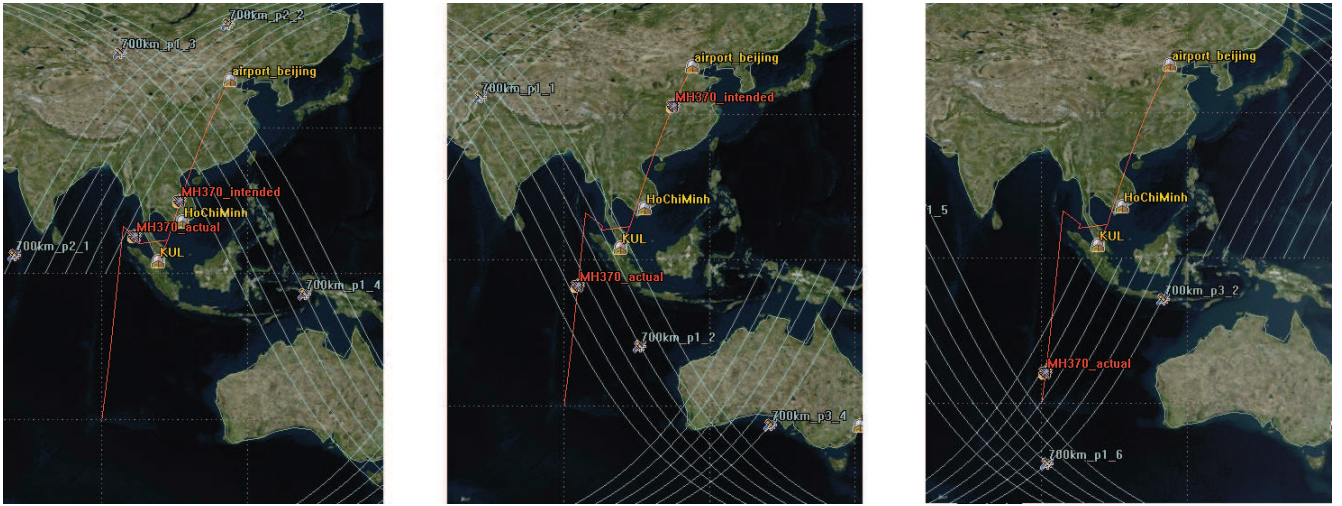 700km_p2_2
700km_p1_3
airport_beijing
MH370_intended
HoChiMinh
MH370_actual
700km_p2_1
KUL
700km_p1_4
airport_beijing
700km_p1_1
MH370_intended
HoChiMinh
KUL
MH370_actual
700km_p1_2
700km_p3_4
airport_beijing
HoChiMinh
1_5
KUL
700km_p3_2
MH370_actual
700km_p1_6